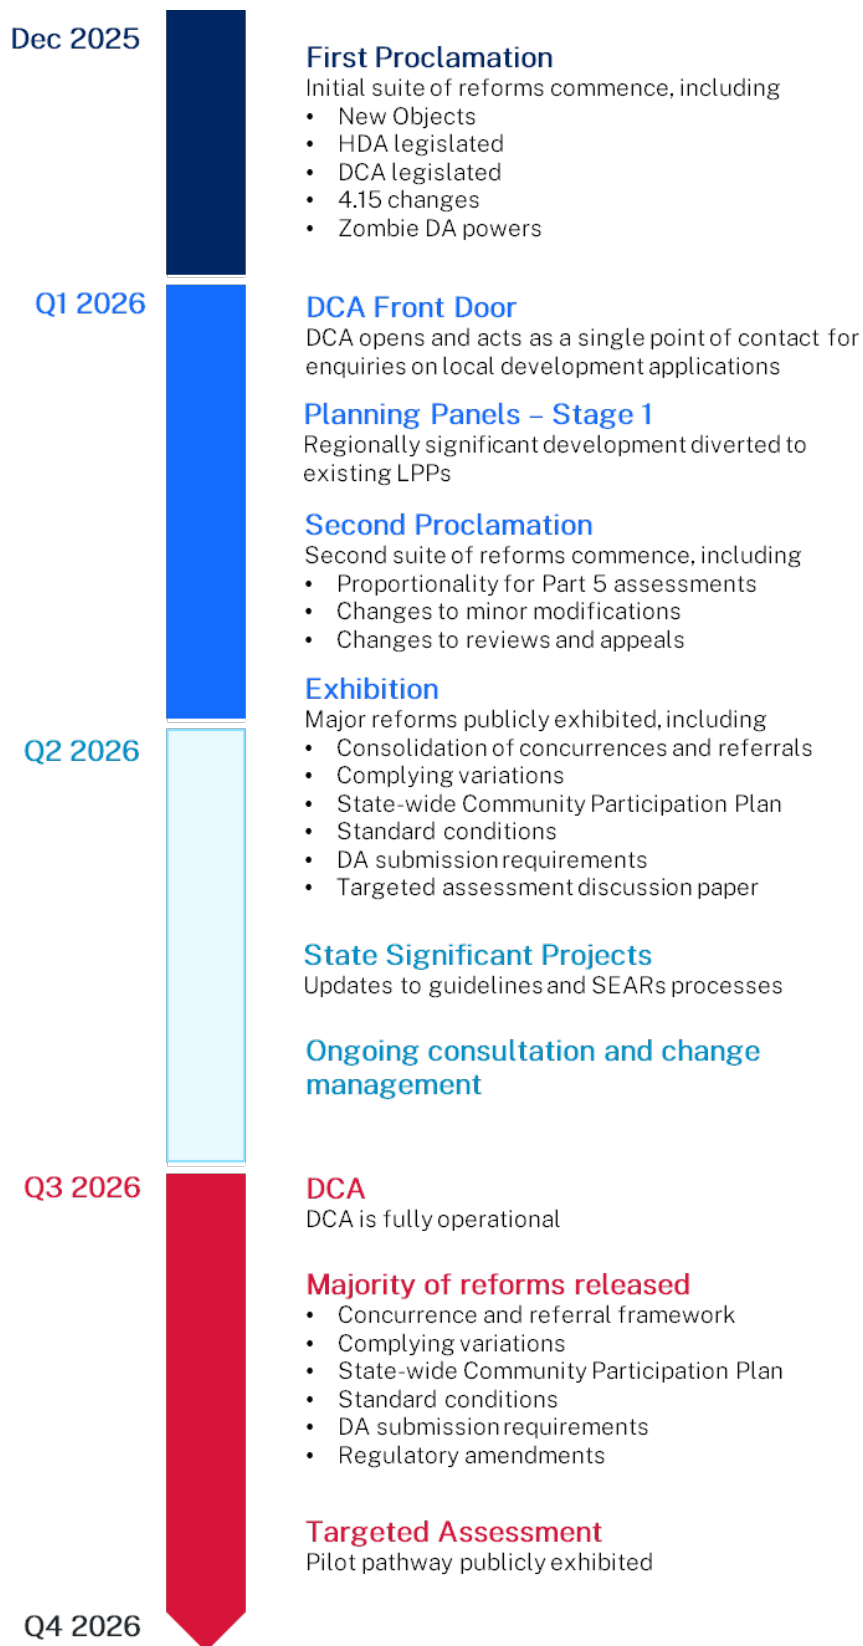 Dec 2025
First Proclamation
Initial suite of reforms commence, including
• New Objects
• HDA legislated
• DCA legislated
• 4.15 changes
• Zombie DA powers
Q1 2026
DCA Front Door
DCA opens and acts as a single point of contact for
enquiries on local development applications
Planning Panels – Stage 1
Regionally significant development diverted to
existing LPPs
Second Proclamation
Second suite of reforms commence, including
• Proportionality for Part 5 assessments
• Changes to minor modifications
• Changes to reviews and appeals
Exhibition
Major reforms publicly exhibited, including
Q2 2026
• Consolidation of concurrences and referrals
• Complying variations
• State-wide Community Participation Plan
• Standard conditions
• DA submission requirements
• Targeted assessment discussion paper
State Significant Projects
Updates to guidelines and SEARs processes
Ongoing consultation and change
management
Q3 2026
DCA
DCA is fully operational
Majority of reforms released
• Concurrence and referral framework
• Complying variations
• State-wide Community Participation Plan
• Standard conditions
• DA submission requirements
• Regulatory amendments
Targeted Assessment
Pilot pathway publicly exhibited
Q4 2026